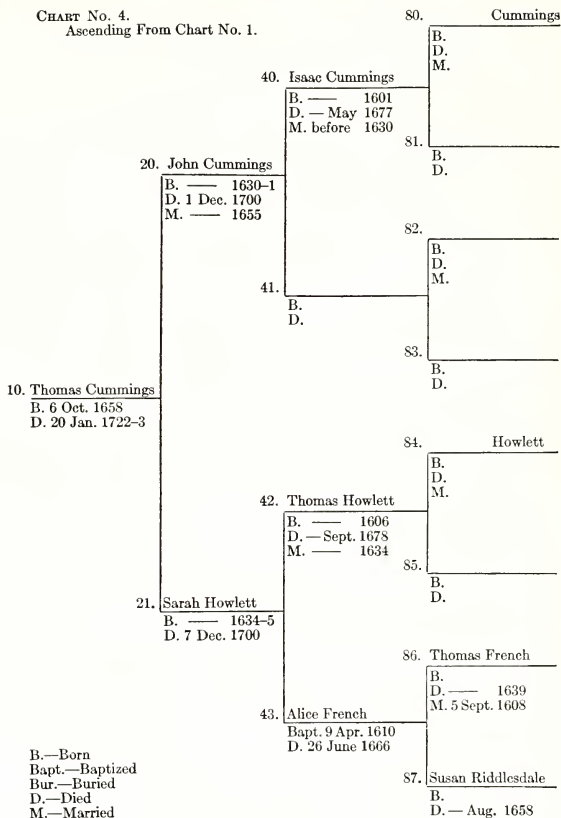 CHART No. 4.
Ascending From Chart No. 1.
80. Cummings
B.
D.
M.
40. Isaac Cummings
B. —— 1601
D. — May 1677
M. before 1630
81.
B.
D.
20. John Cummings
B. —— 1630–1
D. 1 Dec. 1700
M. —— 1655
82.
B.
D.
M.
41.
B.
D.
83.
B.
D.
10. Thomas Cummings
B. 6 Oct. 1658
D. 20 Jan. 1722–3
84. Howlett
B.
D.
M.
42. Thomas Howlett
B. —— 1606
D. — Sept. 1678
M. —— 1634
85.
B.
D.
21. Sarah Howlett
B. —— 1634–5
D. 7 Dec. 1700
86. Thomas French
B.
D. —— 1639
M. 5 Sept. 1608
43. Alice French
Bapt. 9 Apr. 1610
D. 26 June 1666
87. Susan Riddlesdale
B.
D. — Aug. 1658
B.—Born
Bapt.—Baptized
Bur.—Buried
D.—Died
M.—Married